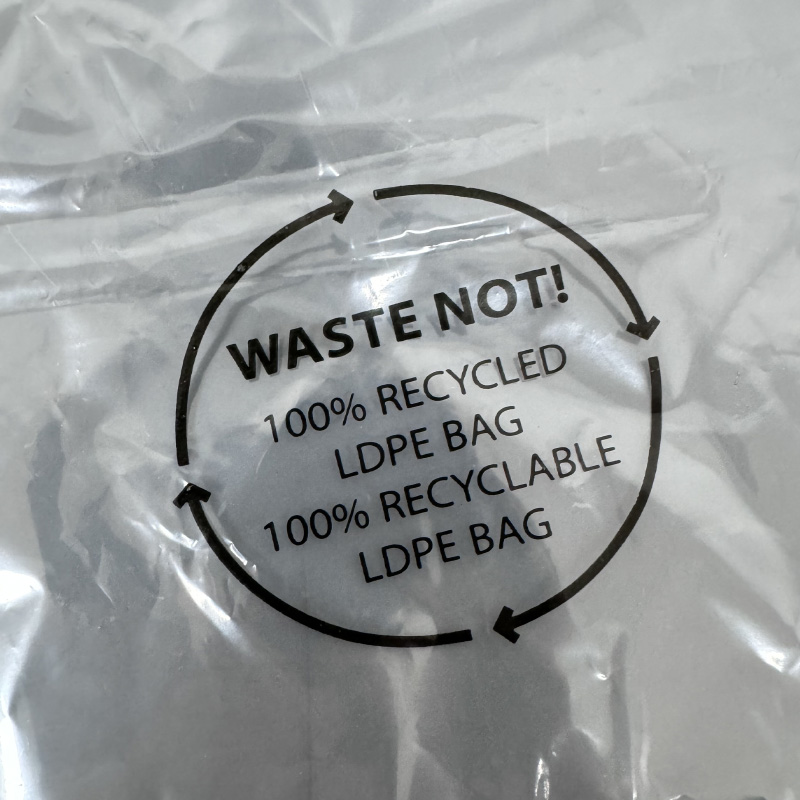 WASTE NOT!
100% RECYCLED
LDPE BAG
100% RECYCLABLE
LDPE BAG